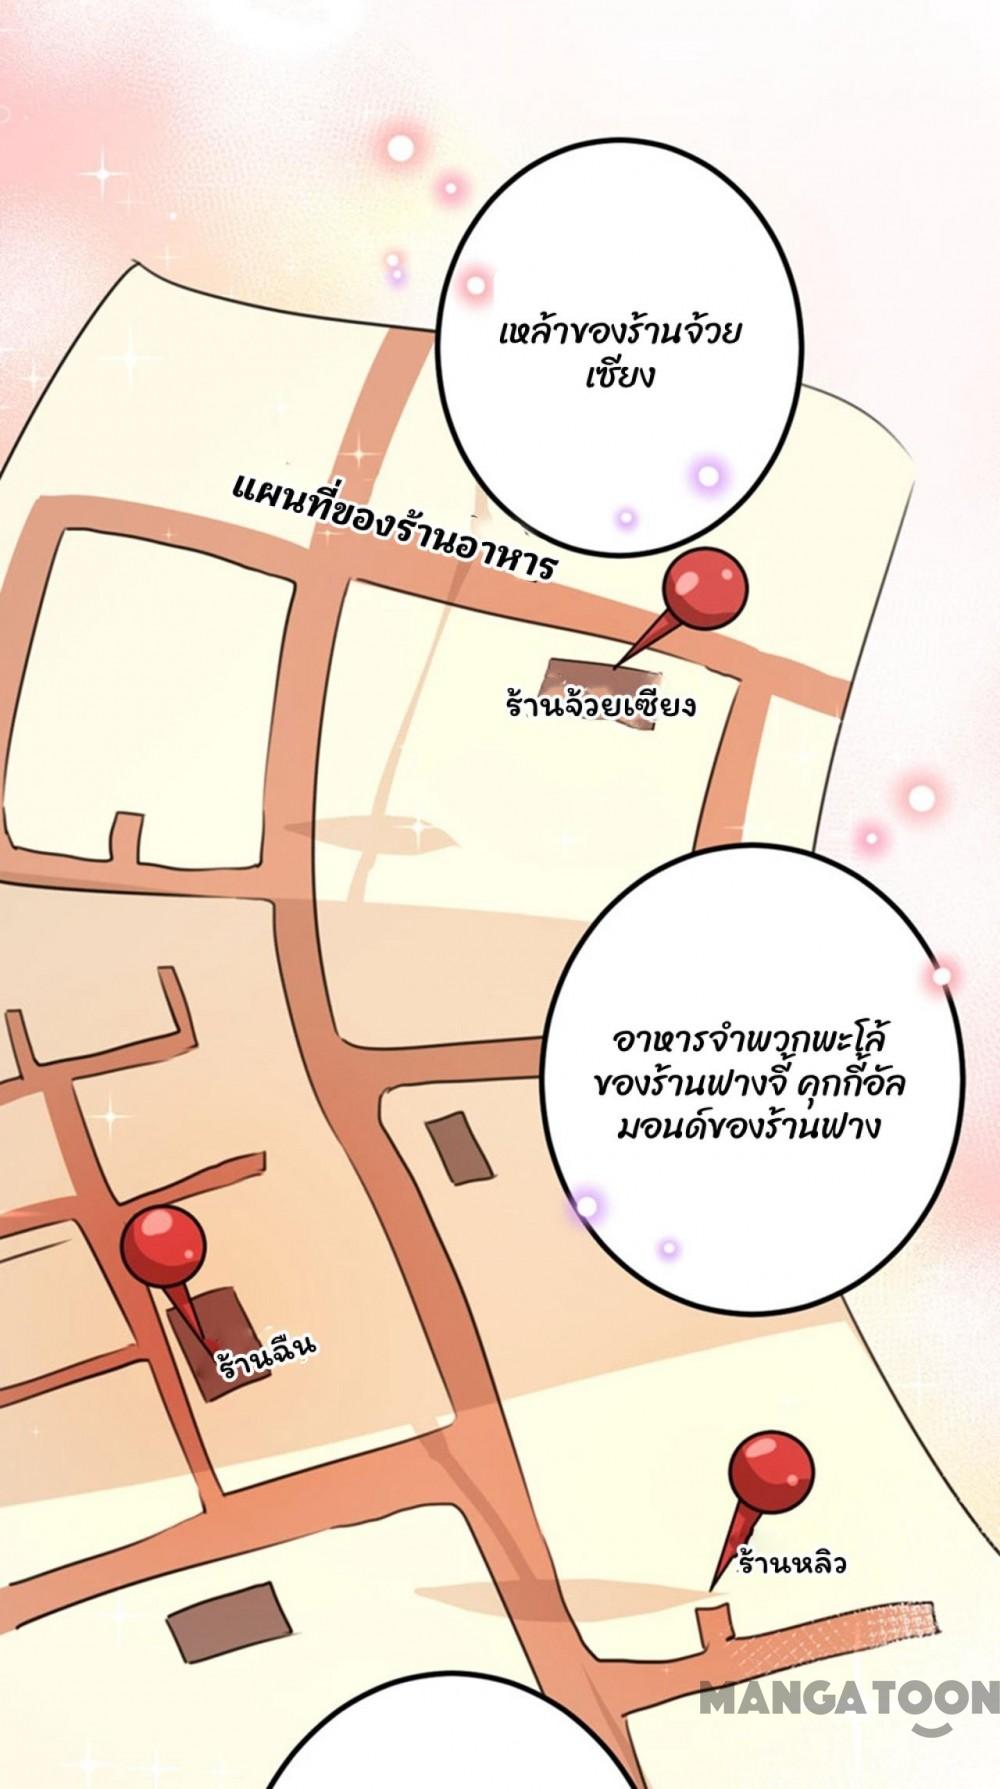 เหล้าของร้านจ้วย
เซียง
แผนที่ของร้านอาหาร
ร้านจ้วยเซียง
อาหารจำพวกพะโล้
ของร้านฟางจี้ คุกกี้อัล
มอนด์ของร้านฟาง
ร้านฉืน
ร้านหลิว
MANGATOON